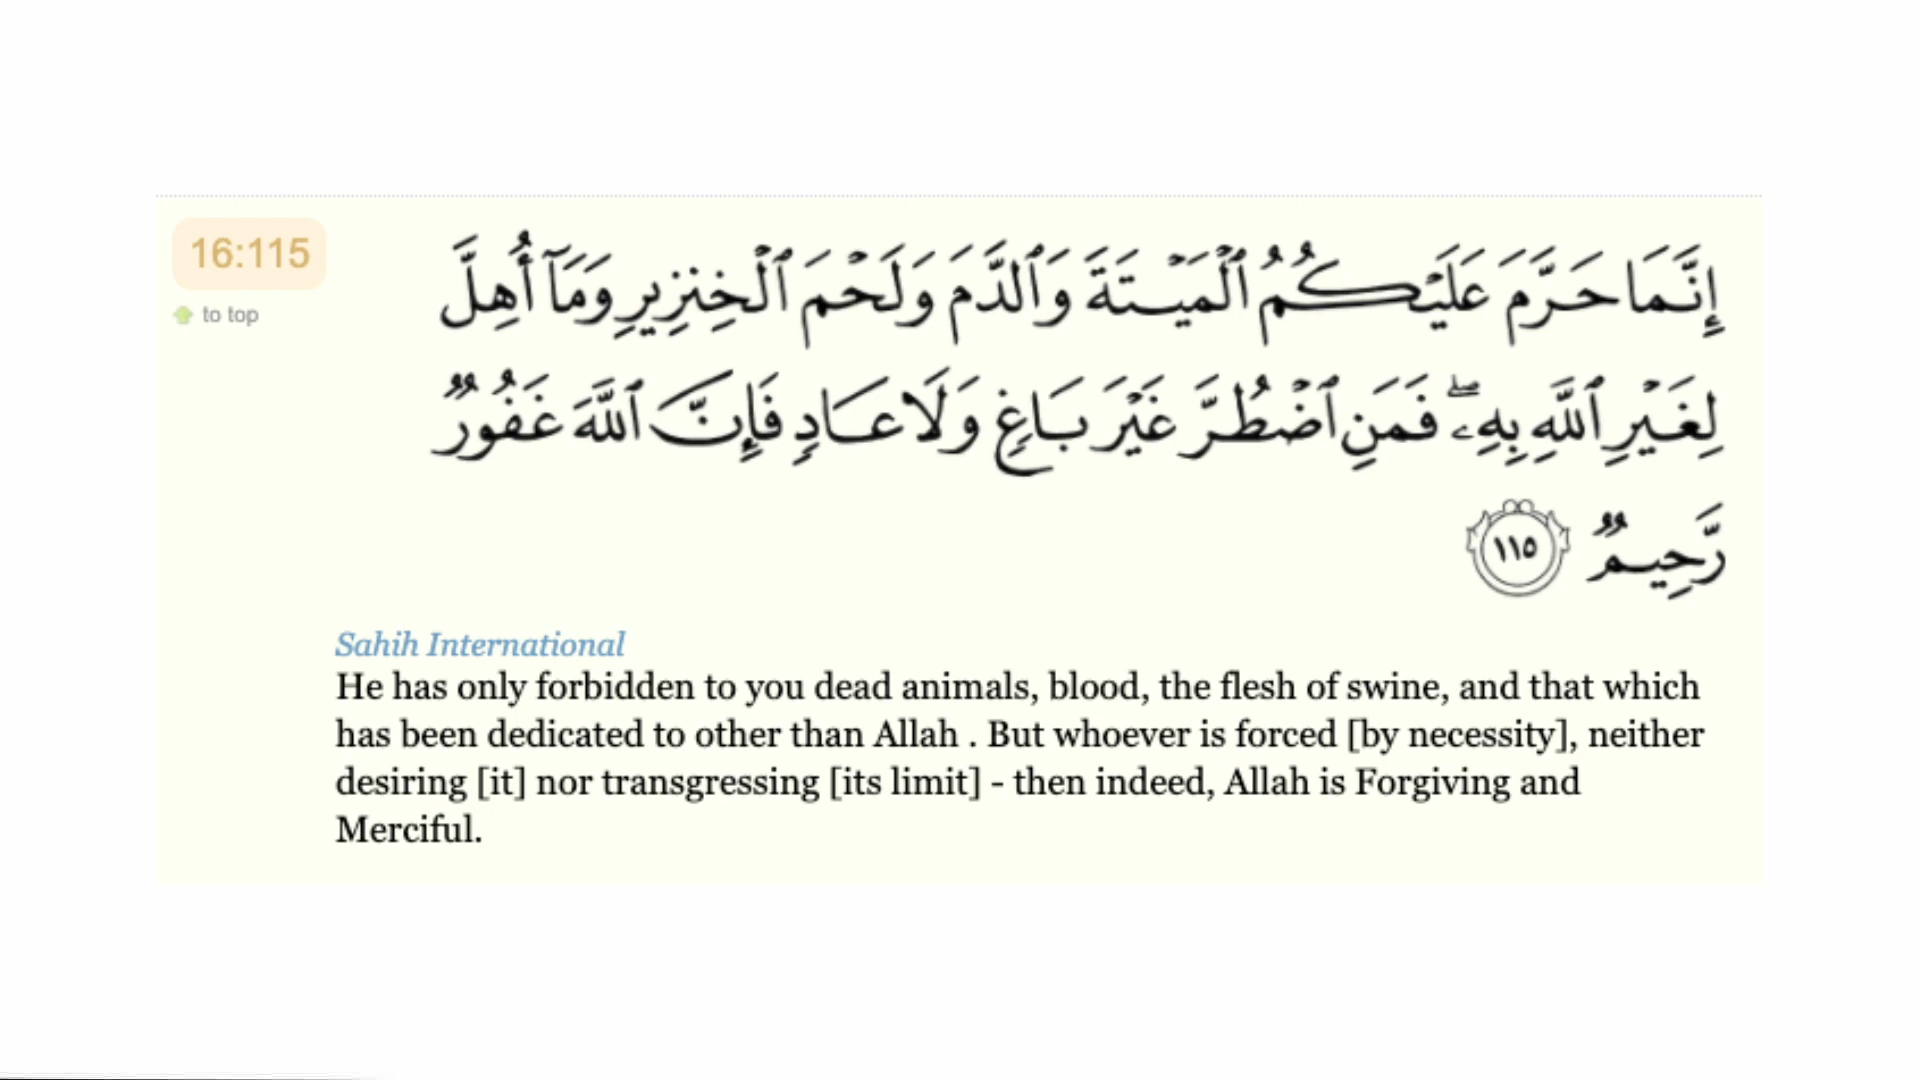 16:115
to top
إِنَّمَا حَرَّمَ عَلَيْكُمُ ٱلْمَيْتَةَ وَٱلدَّمَ وَلَحْمَ ٱلْخِنزِيرِ وَمَآ أُهِلَّ
لِغَيْرِ ٱللَّهِ بِهِۦ ۖ فَمَنِ ٱضْطُرَّ غَيْرَ بَاغٍ وَلَا عَادٍ فَإِنَّ ٱللَّهَ غَفُورٌ
رَّحِيمٌ ١١٥
Sahih International
He has only forbidden to you dead animals, blood, the flesh of swine, and that which
has been dedicated to other than Allah . But whoever is forced [by necessity], neither
desiring [it] nor transgressing [its limit] - then indeed, Allah is Forgiving and
Merciful.